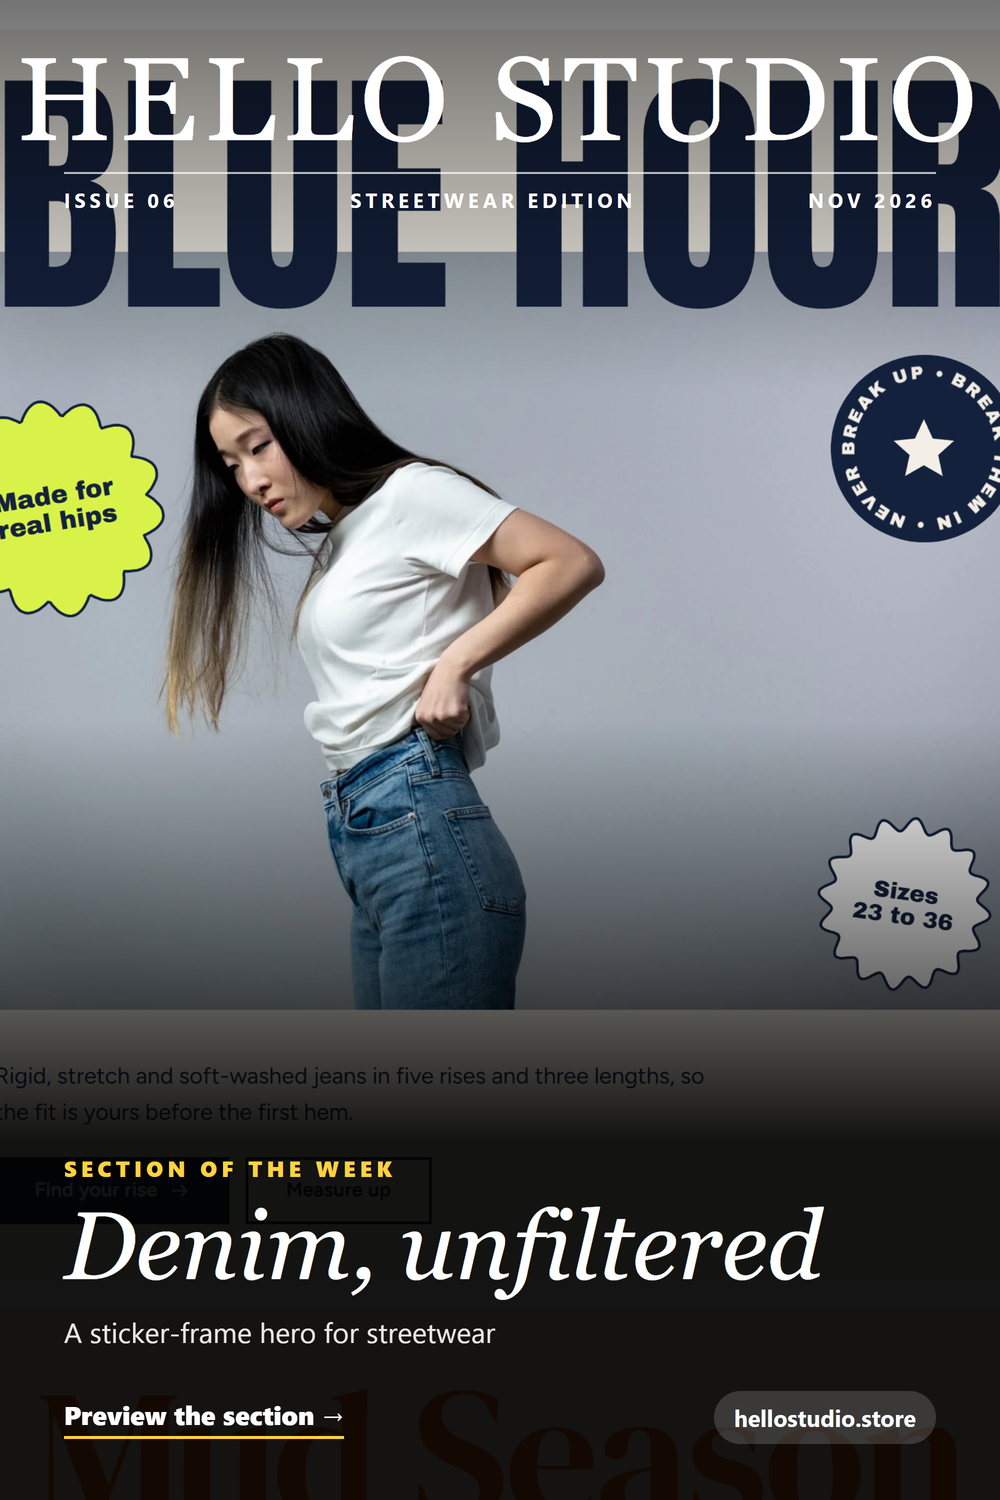 HELLO STUDIO
BLUE HOUR
ISSUE 06
STREETWEAR EDITION
NOV 2026
BREAK UP • BREAK THEM IN • NEVER
Made for
real hips
Sizes
23 to 36
Rigid, stretch and soft-washed jeans in five rises and three lengths, so
the fit is yours before the first hem.
SECTION OF THE WEEK
Find your rise →
Measure up
Denim, unfiltered
A sticker-frame hero for streetwear
Mud Season
Preview the section →
hellostudio.store